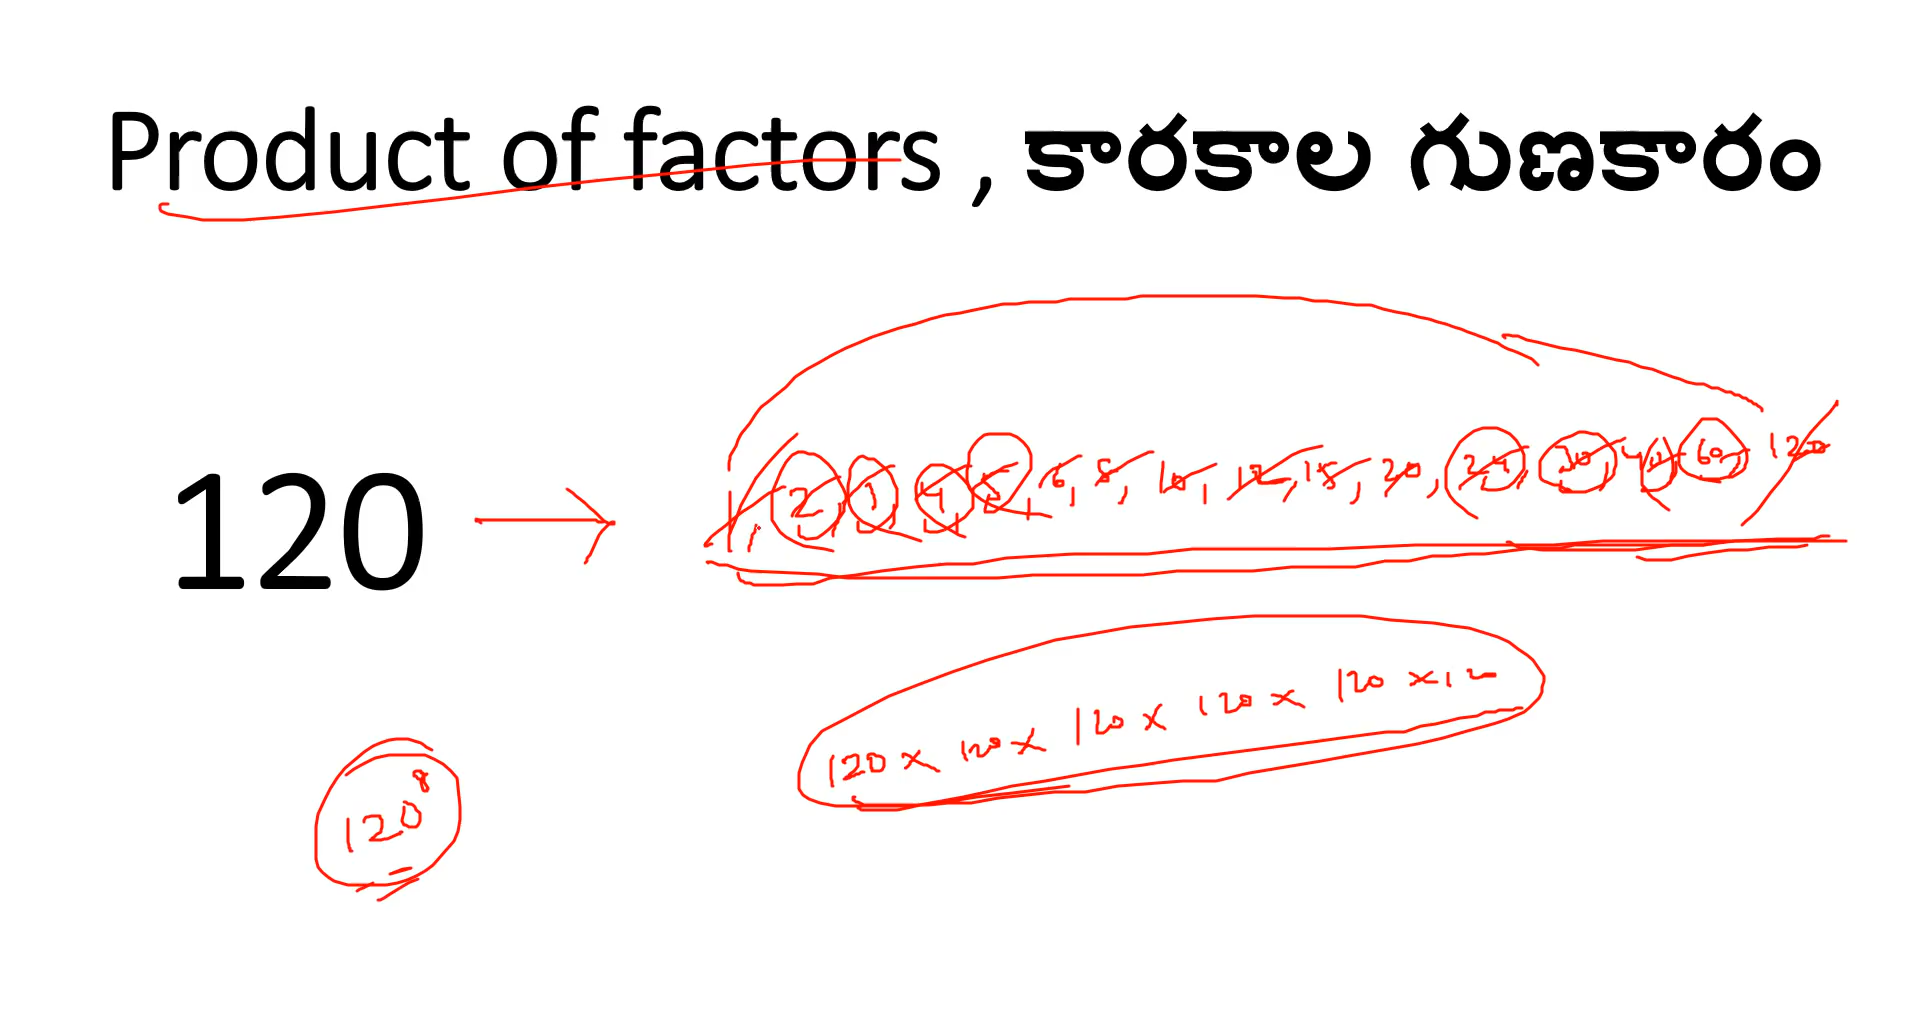 Product of factors , కారకాల గుణకారం
120 → 1, 2, 3, 4, 5, 6, 8, 10, 12, 15, 20, 24, 30, 40, 60, 120
120 × 120 × 120 × 120 × 120 × 120
120⁸